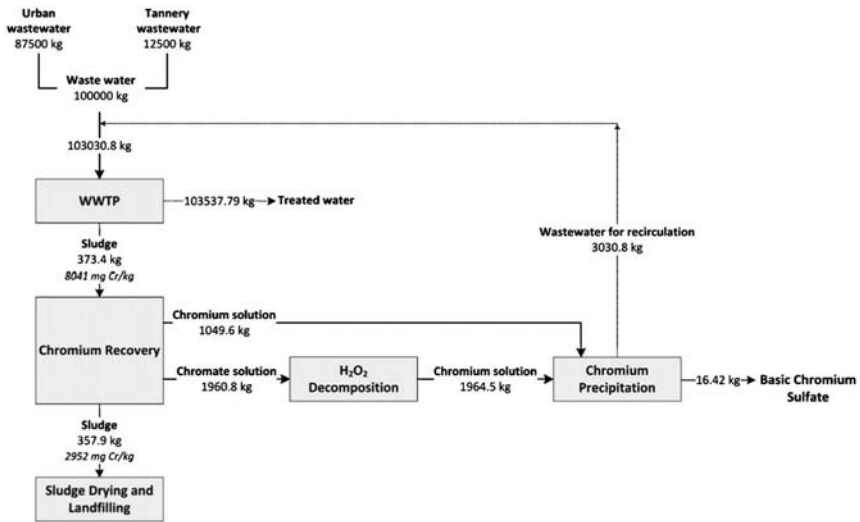 Urban
wastewater
87500 kg
Tannery
wastewater
12500 kg
Waste water
100000 kg
103030.8 kg
WWTP
103537.79 kg
Treated water
Wastewater for recirculation
3030.8 kg
Sludge
373.4 kg
8041 mg Cr/kg
Chromium Recovery
Chromium solution
1049.6 kg
Chromate solution
1960.8 kg
H₂O₂
Decomposition
Chromium solution
1964.5 kg
Chromium
Precipitation
16.42 kg
Basic Chromium
Sulfate
Sludge
357.9 kg
2952 mg Cr/kg
Sludge Drying and
Landfilling